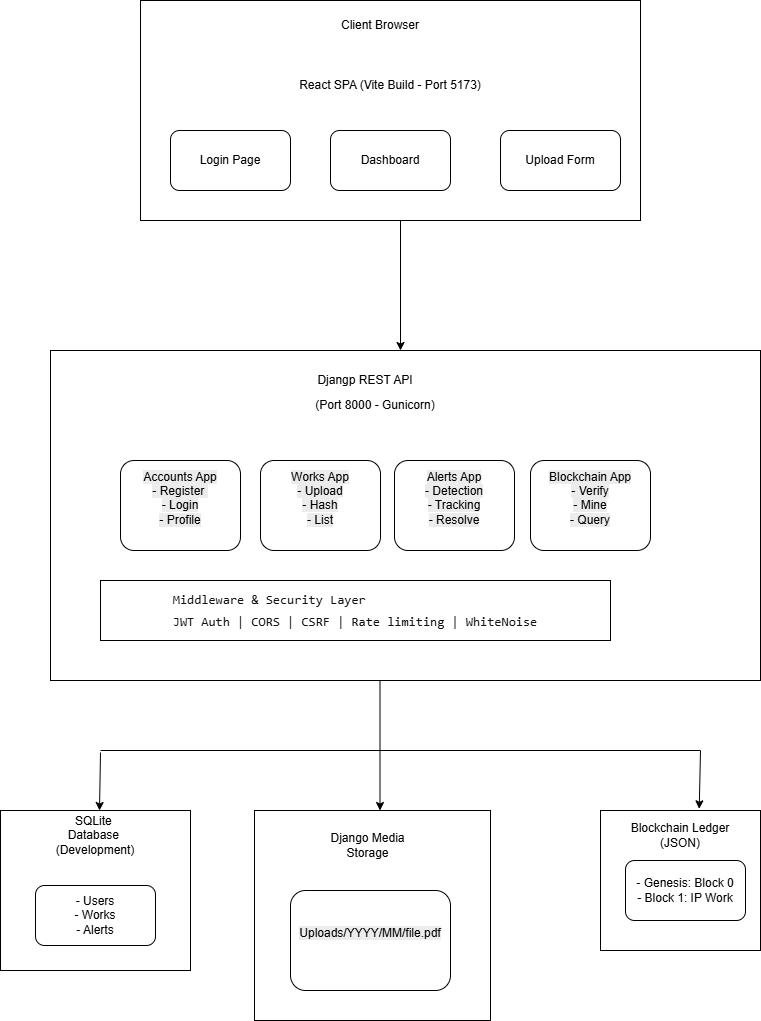 Client Browser
React SPA (Vite Build - Port 5173)
Login Page
Dashboard
Upload Form
Djangp REST API
(Port 8000 - Gunicorn)
Accounts App
- Register
- Login
- Profile
Works App
- Upload
- Hash
- List
Alerts App
- Detection
- Tracking
- Resolve
Blockchain App
- Verify
- Mine
- Query
Middleware & Security Layer
JWT Auth | CORS | CSRF | Rate limiting | WhiteNoise
SQLite
Database
(Development)
- Users
- Works
- Alerts
Django Media
Storage
Uploads/YYYY/MM/file.pdf
Blockchain Ledger
(JSON)
- Genesis: Block 0
- Block 1: IP Work